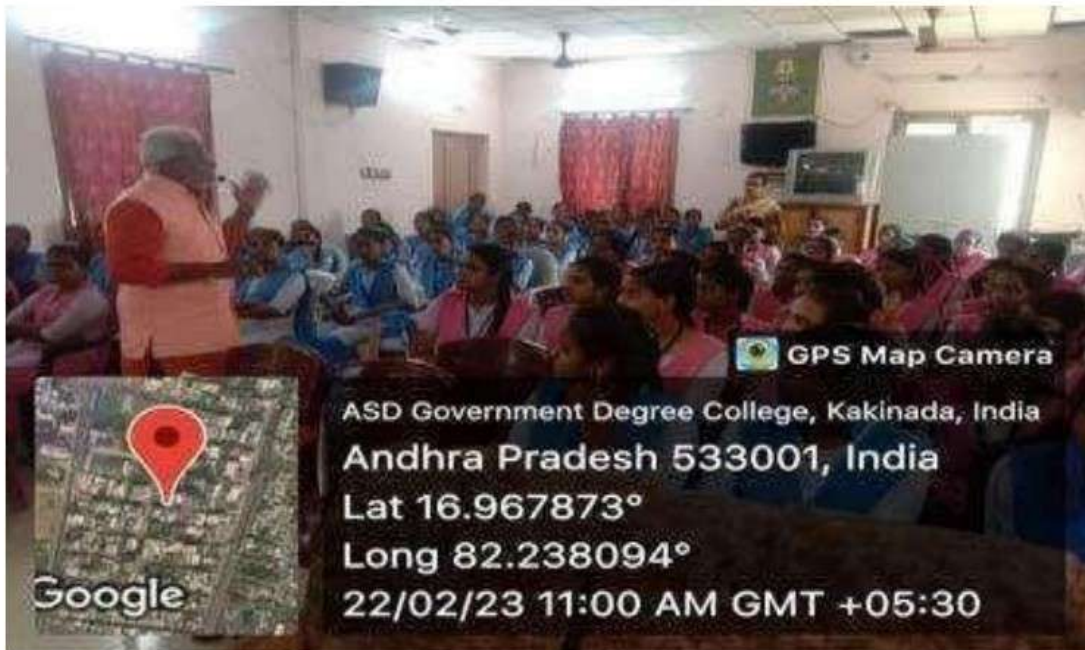 GPS Map Camera
ASD Government Degree College, Kakinada, India
Andhra Pradesh 533001, India
Lat 16.967873°
Long 82.238094°
22/02/23 11:00 AM GMT +05:30
Google